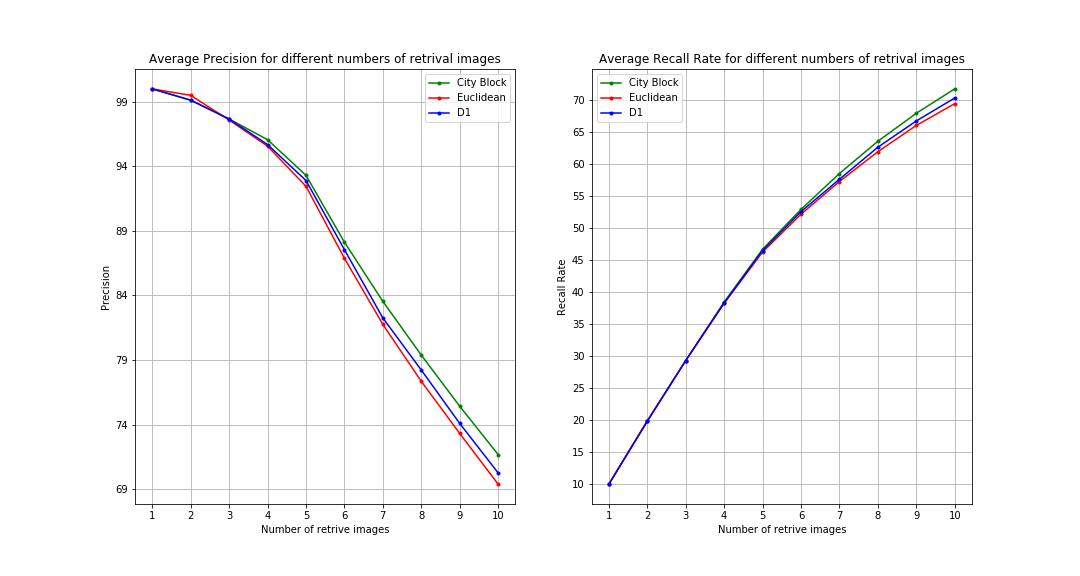 Average Precision for different numbers of retrival images
City Block
Euclidean
D1
99
94
89
84
79
74
69
Precision
1 2 3 4 5 6 7 8 9 10
Number of retrive images
Average Recall Rate for different numbers of retrival images
City Block
Euclidean
D1
70
65
60
55
50
45
40
35
30
25
20
15
10
Recall Rate
1 2 3 4 5 6 7 8 9 10
Number of retrive images